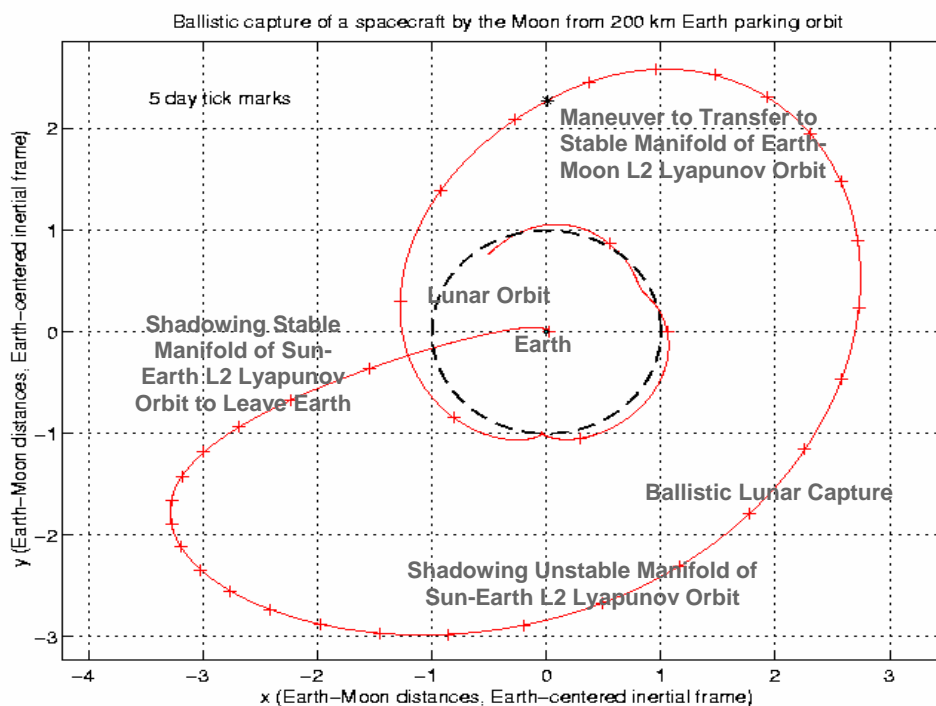 Ballistic capture of a spacecraft by the Moon from 200 km Earth parking orbit
5 day tick marks
Maneuver to Transfer to
Stable Manifold of Earth-
Moon L2 Lyapunov Orbit
Lunar Orbit
Earth
Shadowing Stable
Manifold of Sun-
Earth L2 Lyapunov
Orbit to Leave Earth
Ballistic Lunar Capture
Shadowing Unstable Manifold of
Sun-Earth L2 Lyapunov Orbit
y (Earth–Moon distances, Earth–centered inertial frame)
2
1
0
−1
−2
−3
−4 −3 −2 −1 0 1 2 3
x (Earth–Moon distances, Earth–centered inertial frame)